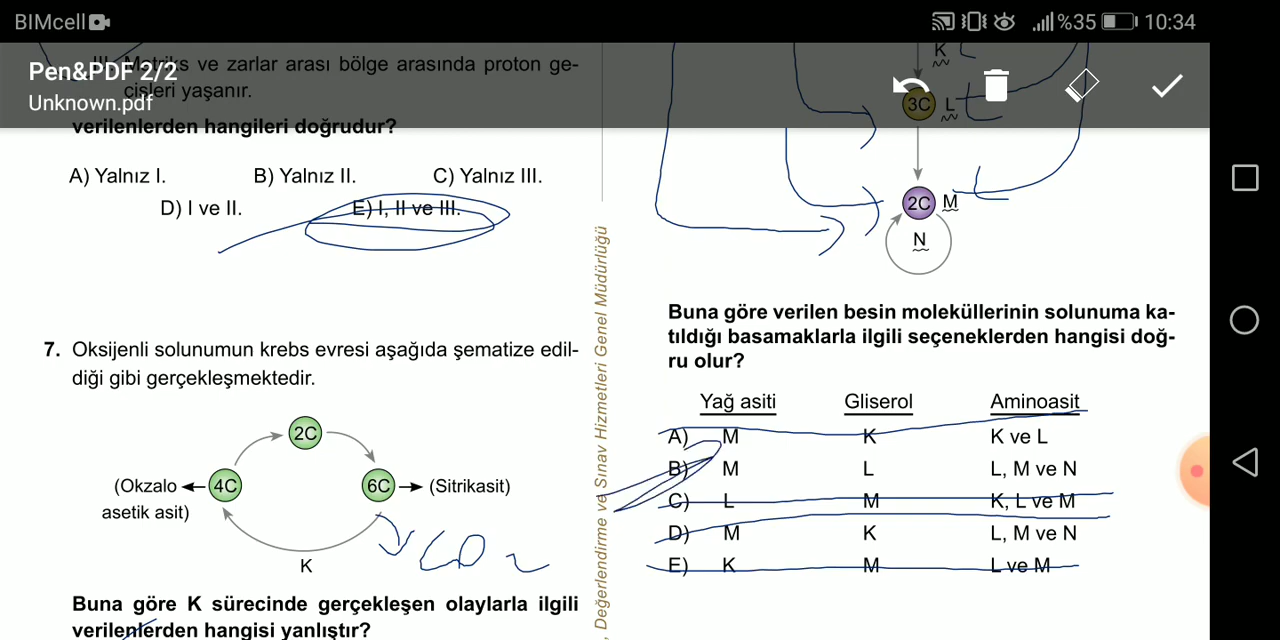 BIMcell
%35 10:34
Pen&PDF 2/2
Unknown.pdf
III. Matriks ve zarlar arası bölge arasında proton ge-
çişleri yaşanır.
verilenlerden hangileri doğrudur?
A) Yalnız I.
B) Yalnız II.
C) Yalnız III.
D) I ve II.
E) I, II ve III.
7. Oksijenli solunumun krebs evresi aşağıda şematize edil-
diği gibi gerçekleşmektedir.
2C
(Okzalo
asetik asit)
4C
6C
(Sitrikasit)
K
CO2
Buna göre K sürecinde gerçekleşen olaylarla ilgili
verilenlerden hangisi yanlıştır?
Değerlendirme ve Sınav Hizmetleri Genel Müdürlüğü
K
3C L
2C M
N
Buna göre verilen besin moleküllerinin solunuma ka-
tıldığı basamaklarla ilgili seçeneklerden hangisi doğ-
ru olur?
Yağ asiti Gliserol Aminoasit
A) M K K ve L
B) M L L, M ve N
C) L M K, L ve M
D) M K L, M ve N
E) K M L ve M